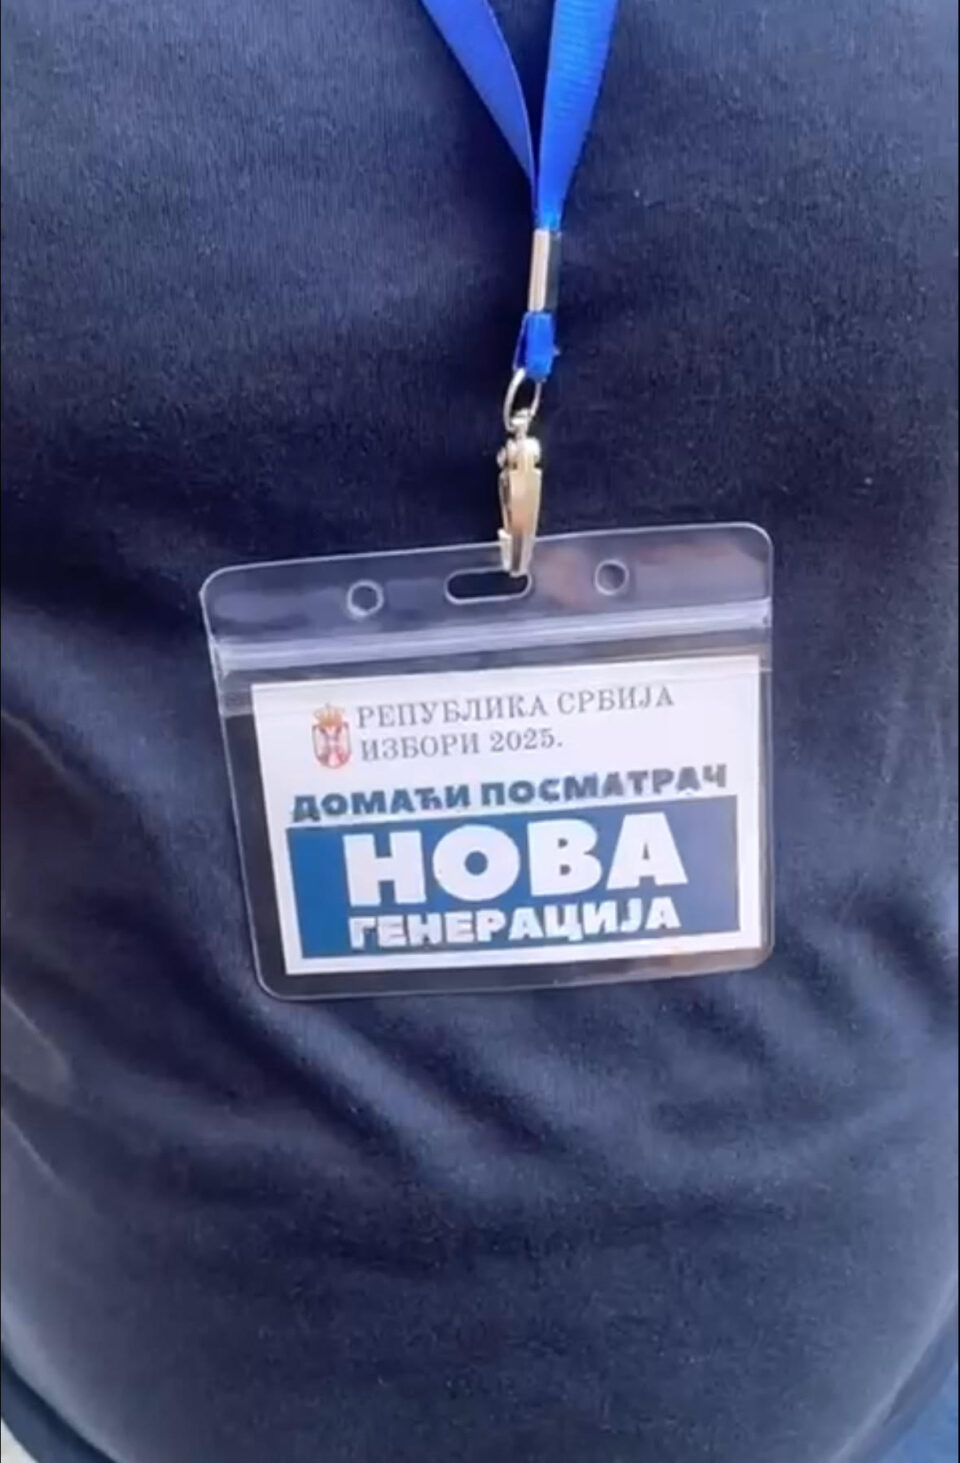 РЕПУБЛИКА СРБИЈА
ИЗБОРИ 2025.
ДОМАЋИ ПОСМАТРАЧ
НОВА
ГЕНЕРАЦИЈА